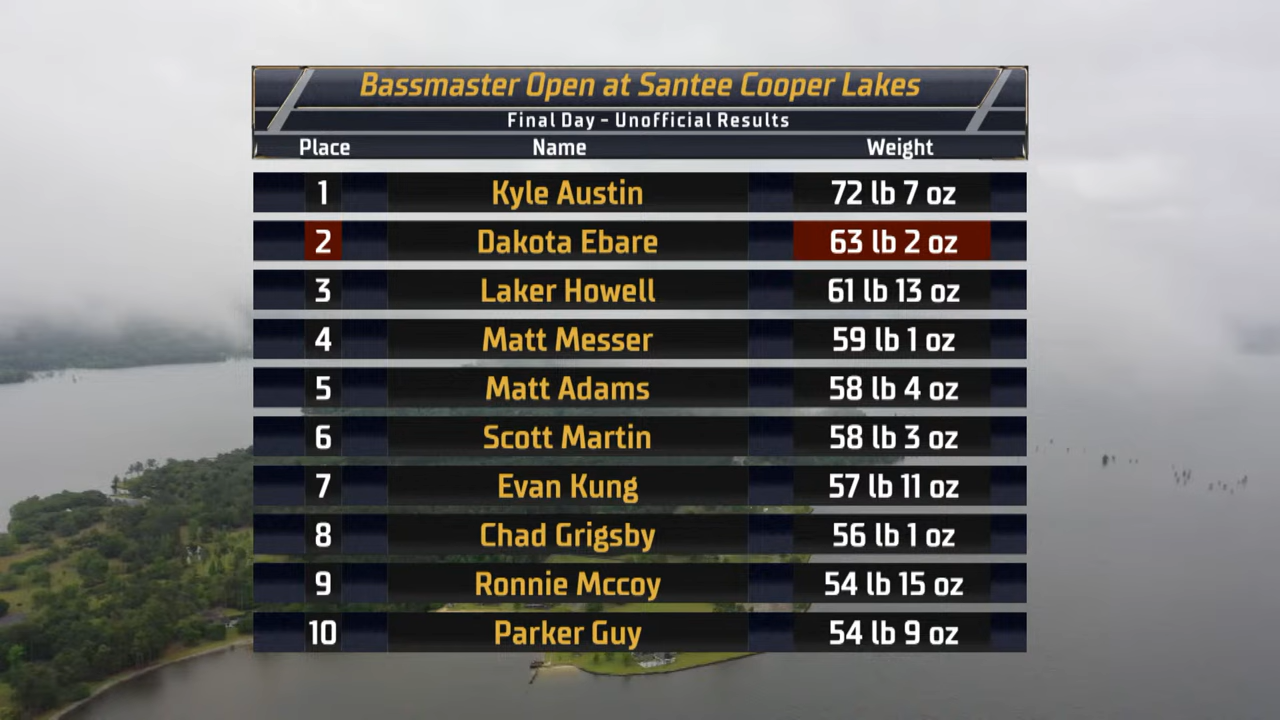 Bassmaster Open at Santee Cooper Lakes
Final Day - Unofficial Results
Place Name Weight
1 Kyle Austin 72 lb 7 oz
2 Dakota Ebare 63 lb 2 oz
3 Laker Howell 61 lb 13 oz
4 Matt Messer 59 lb 1 oz
5 Matt Adams 58 lb 4 oz
6 Scott Martin 58 lb 3 oz
7 Evan Kung 57 lb 11 oz
8 Chad Grigsby 56 lb 1 oz
9 Ronnie Mccoy 54 lb 15 oz
10 Parker Guy 54 lb 9 oz